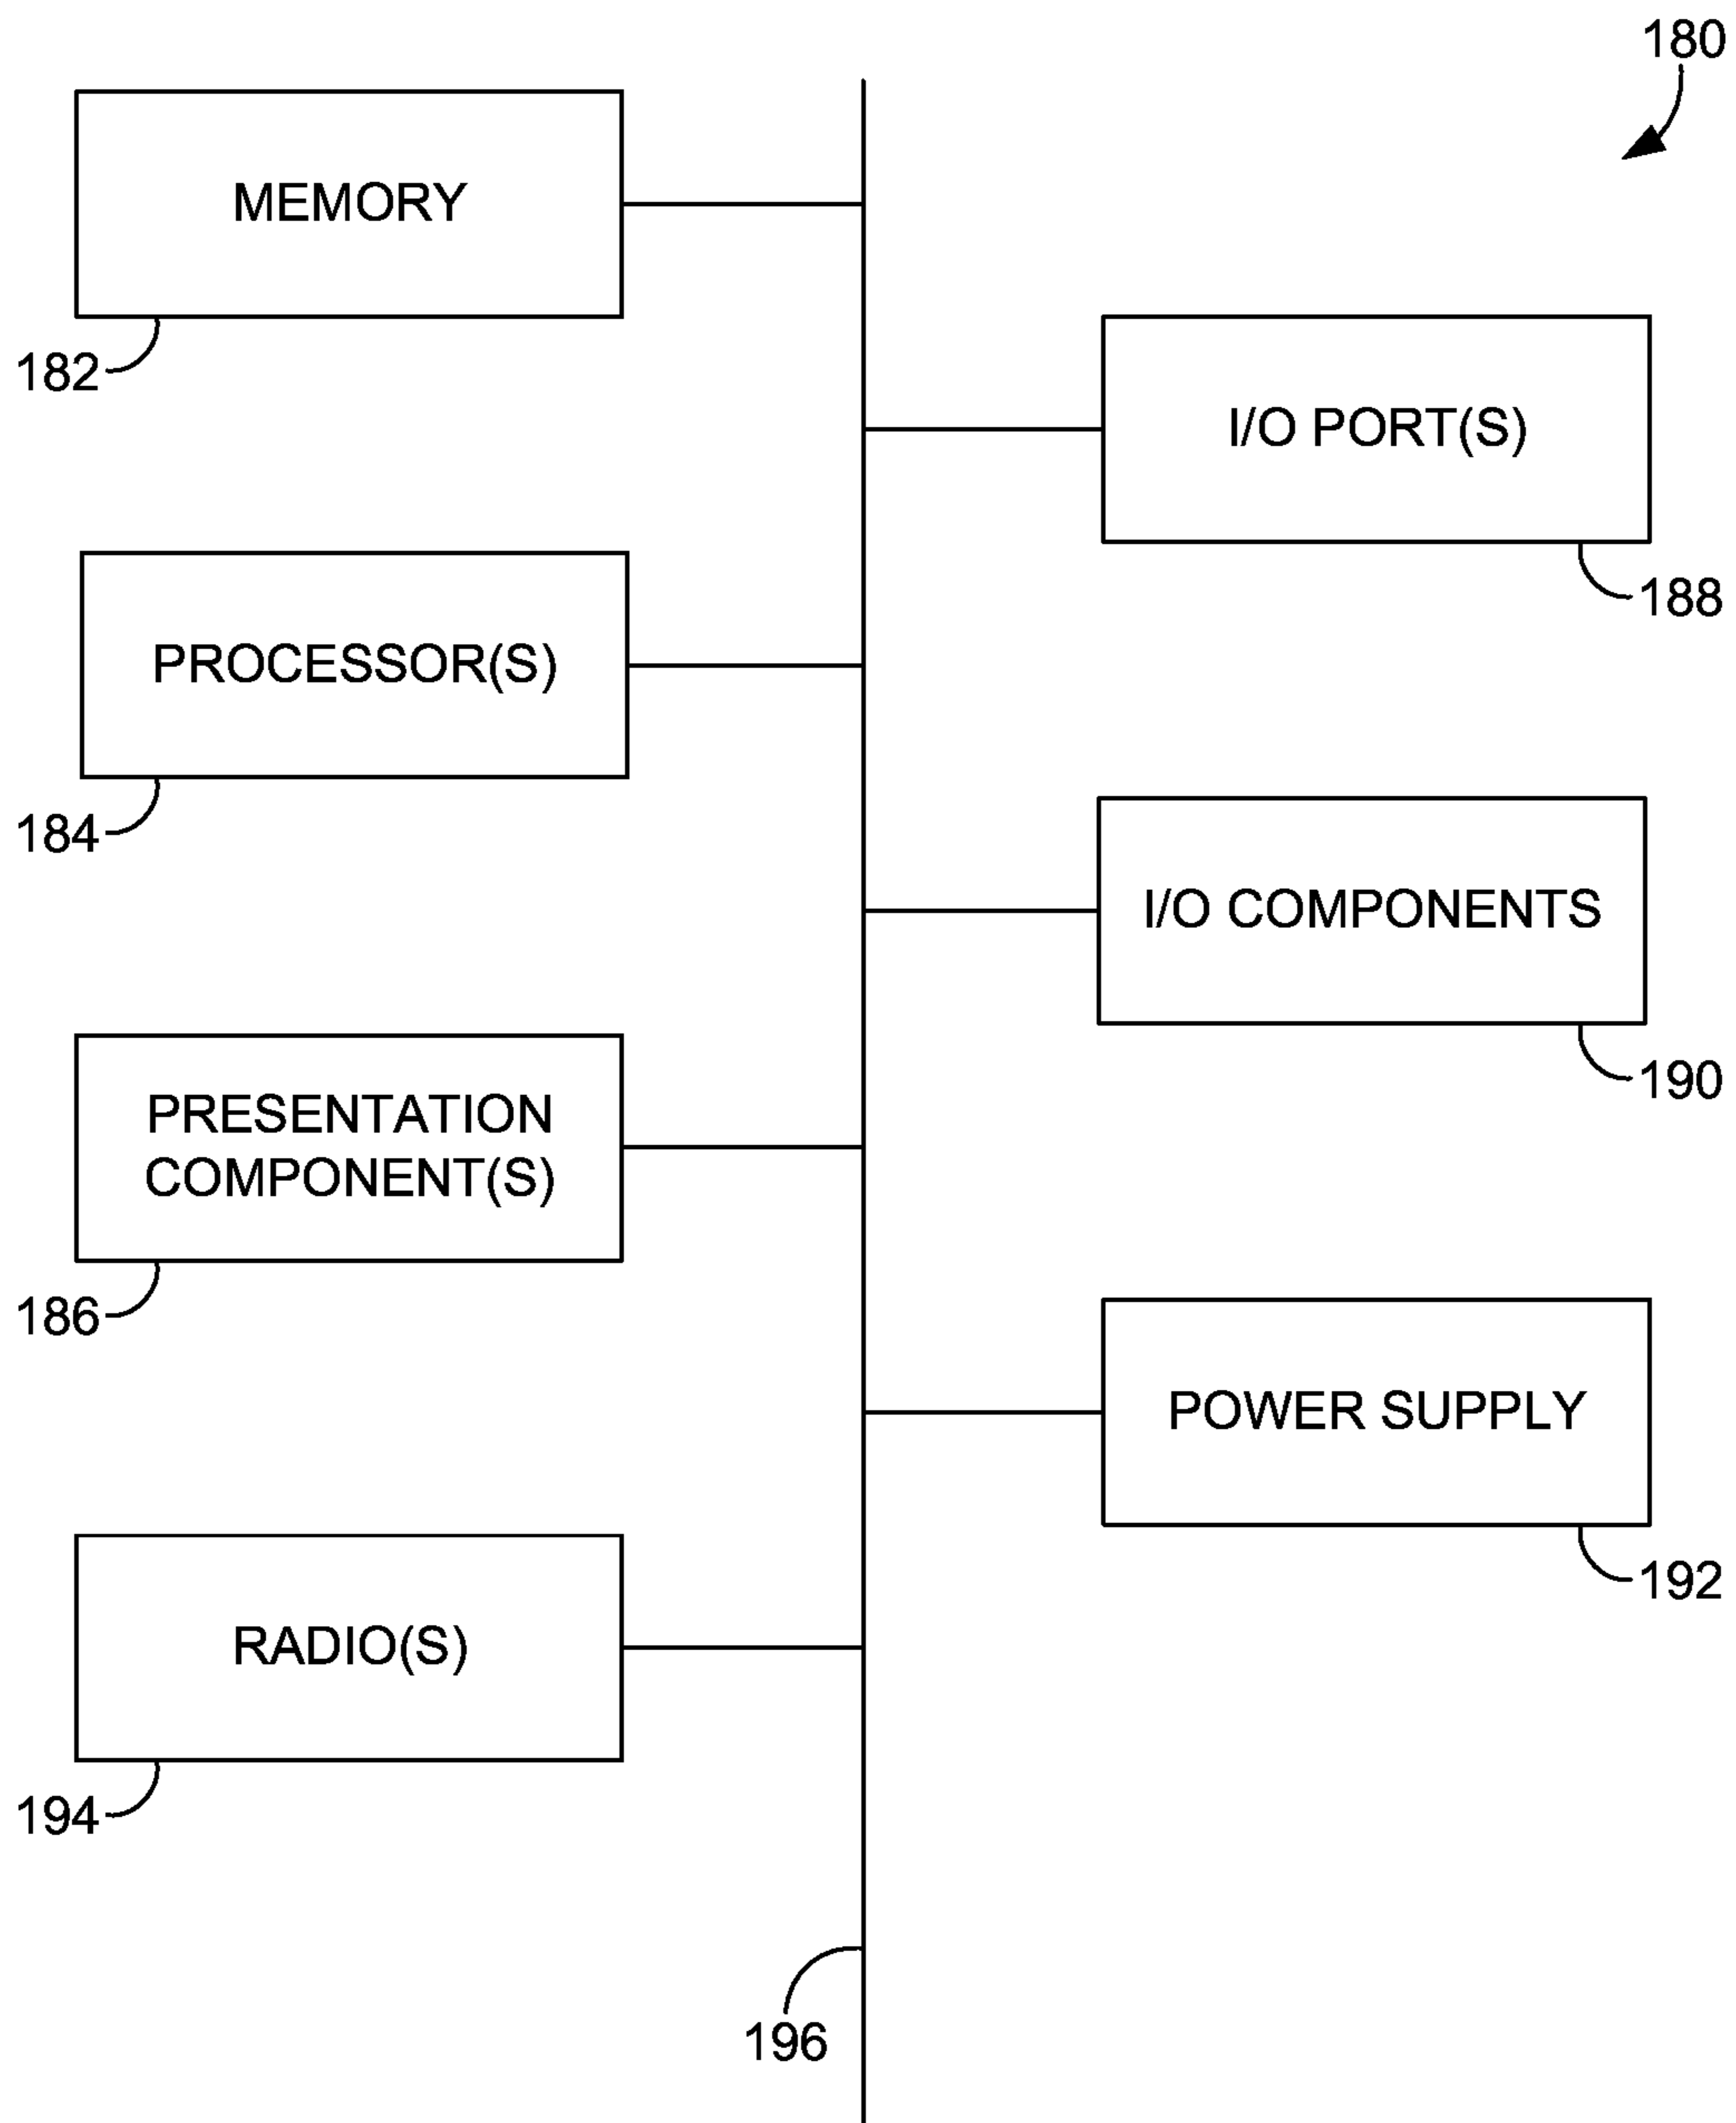 180
MEMORY
182
I/O PORT(S)
188
PROCESSOR(S)
184
I/O COMPONENTS
190
PRESENTATION
COMPONENT(S)
186
POWER SUPPLY
192
RADIO(S)
194
196